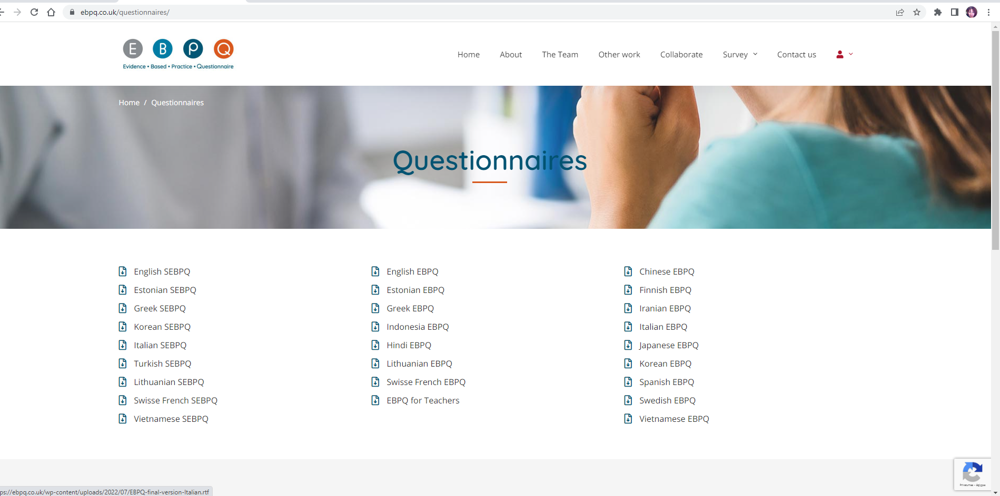 ebpq.co.uk/questionnaires/
E B P Q
Evidence • Based • Practice • Questionnaire
Home About The Team Other work Collaborate Survey Contact us
Home / Questionnaires
Questionnaires
English SEBPQ
Estonian SEBPQ
Greek SEBPQ
Korean SEBPQ
Italian SEBPQ
Turkish SEBPQ
Lithuanian SEBPQ
Swisse French SEBPQ
Vietnamese SEBPQ
English EBPQ
Estonian EBPQ
Greek EBPQ
Indonesia EBPQ
Hindi EBPQ
Lithuanian EBPQ
Swisse French EBPQ
EBPQ for Teachers
Chinese EBPQ
Finnish EBPQ
Iranian EBPQ
Italian EBPQ
Japanese EBPQ
Korean EBPQ
Spanish EBPQ
Swedish EBPQ
Vietnamese EBPQ
Privatumas - Sąlygos
ps://ebpq.co.uk/wp-content/uploads/2022/07/EBPQ-final-version-Italian.rtf